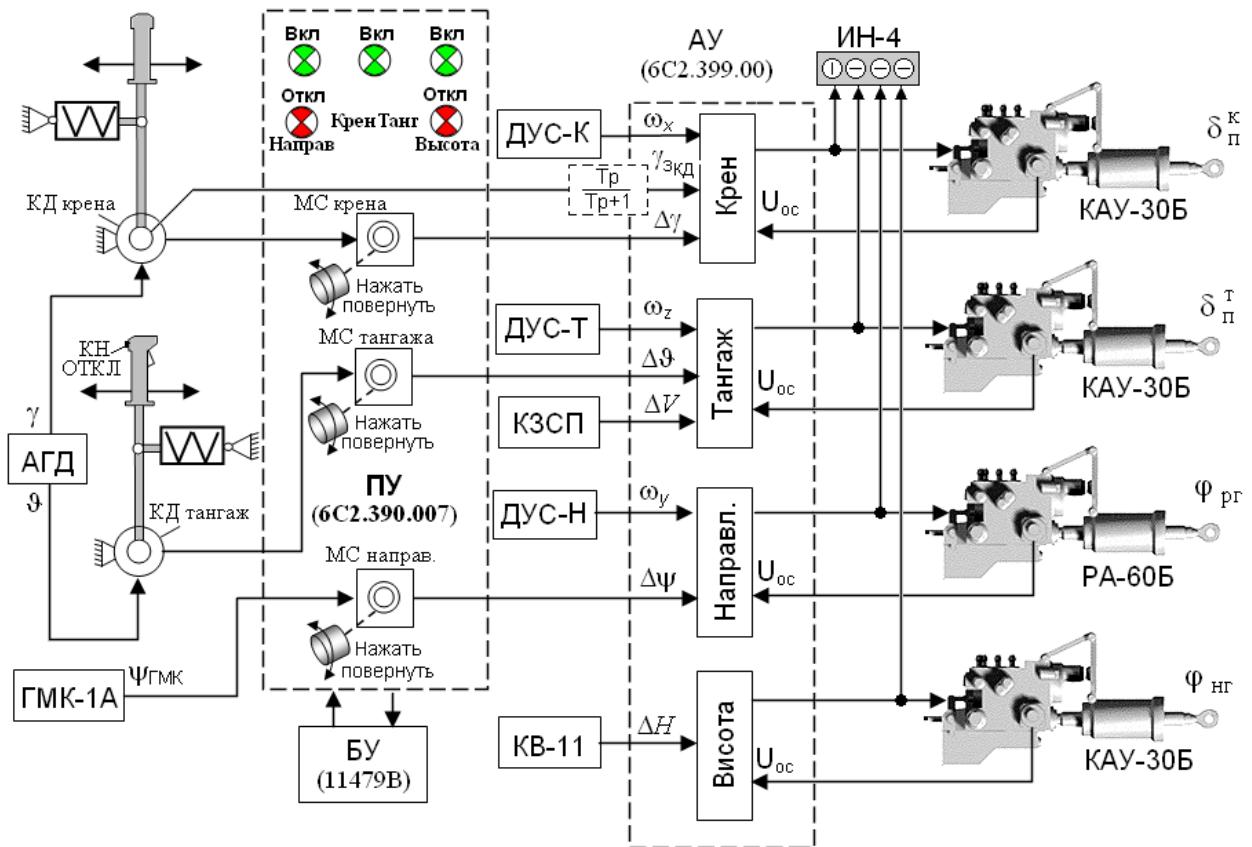 Вкл Вкл Вкл
Откл Откл
Крен Танг
Направ Высота
АУ
(6С2.399.00)
ИН-4
ДУС-К
ωx
γЗКД
Тр
Тр+1
Δγ
Крен
Uос
δпк
КАУ-30Б
КД крена
МС крена
Нажать
повернуть
КН
ОТКЛ
МС тангажа
Нажать
повернуть
ДУС-Т
ωz
Δϑ
КЗСП
ΔV
Тангаж
Uос
δпт
КАУ-30Б
γ
АГД
ϑ
КД тангаж
ПУ
(6С2.390.007)
МС направ.
Нажать
повернуть
ДУС-Н
ωy
Δψ
Направл.
Uос
φрг
РА-60Б
ГМК-1А
ΨГМК
БУ
(11479В)
КВ-11
ΔH
Висота
Uос
φнг
КАУ-30Б